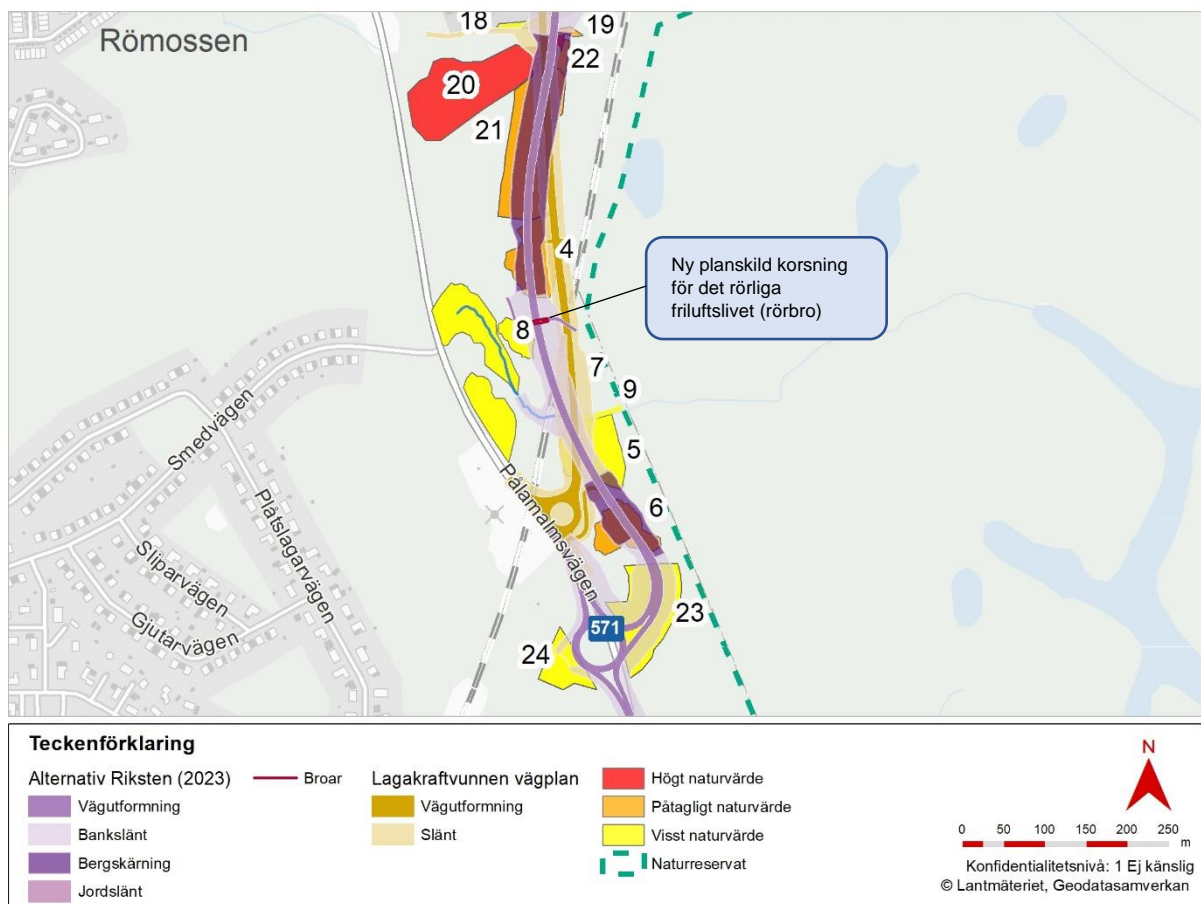 18
19
Römossen
22
20
21
4
Ny planskild korsning
för det rörliga
friluftslivet (rörbro)
8
7
9
Smedvägen
5
Pålamalmsvägen
6
Plåtslagarvägen
Sliparvägen
Gjutarvägen
571
23
24
Teckenförklaring
Alternativ Riksten (2023)
Vägutformning
Bankslänt
Bergskärning
Jordslänt
Broar
Lagakraftvunnen vägplan
Vägutformning
Slänt
Högt naturvärde
Påtagligt naturvärde
Visst naturvärde
Naturreservat
N
0 50 100 150 200 250
m
Konfidentialitetsnivå: 1 Ej känslig
© Lantmäteriet, Geodatasamverkan